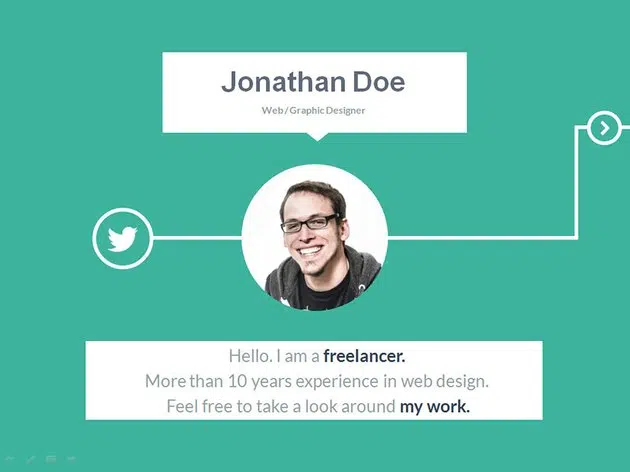 Jonathan Doe
Web / Graphic Designer
Hello. I am a freelancer.
More than 10 years experience in web design.
Feel free to take a look around my work.